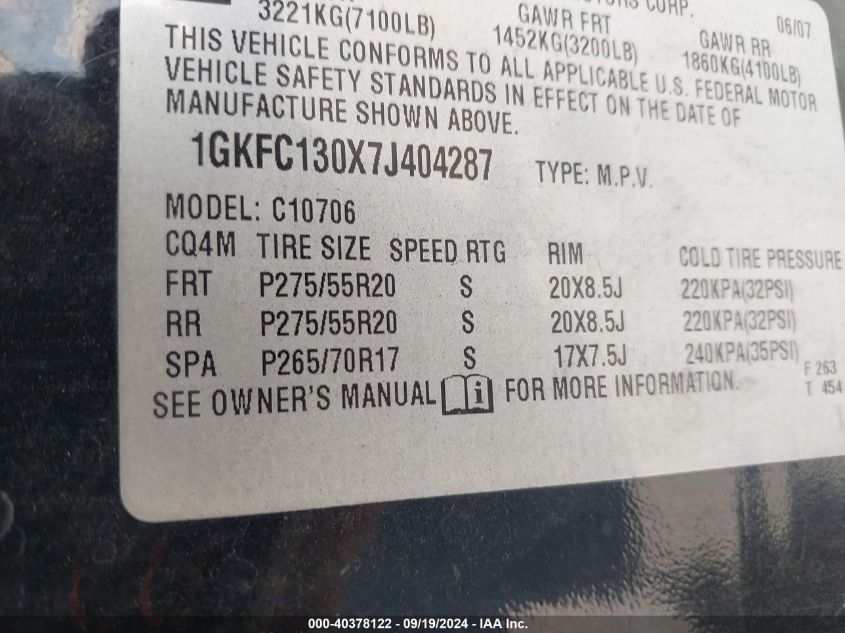 MOTORS CORP. 06/07
3221KG(7100LB) GAWR FRT GAWR RR
1452KG(3200LB) 1860KG(4100LB)
THIS VEHICLE CONFORMS TO ALL APPLICABLE U.S. FEDERAL MOTOR
VEHICLE SAFETY STANDARDS IN EFFECT ON THE DATE OF
MANUFACTURE SHOWN ABOVE.
1GKFC130X7J404287 TYPE: M.P.V.
MODEL: C10706
CQ4M TIRE SIZE SPEED RTG RIM COLD TIRE PRESSURE
FRT P275/55R20 S 20X8.5J 220KPA(32PSI)
RR P275/55R20 S 20X8.5J 220KPA(32PSI)
SPA P265/70R17 S 17X7.5J 240KPA(35PSI)
SEE OWNER'S MANUAL i FOR MORE INFORMATION.
F 263
T 454
000-40378122 - 09/19/2024 - IAA Inc.